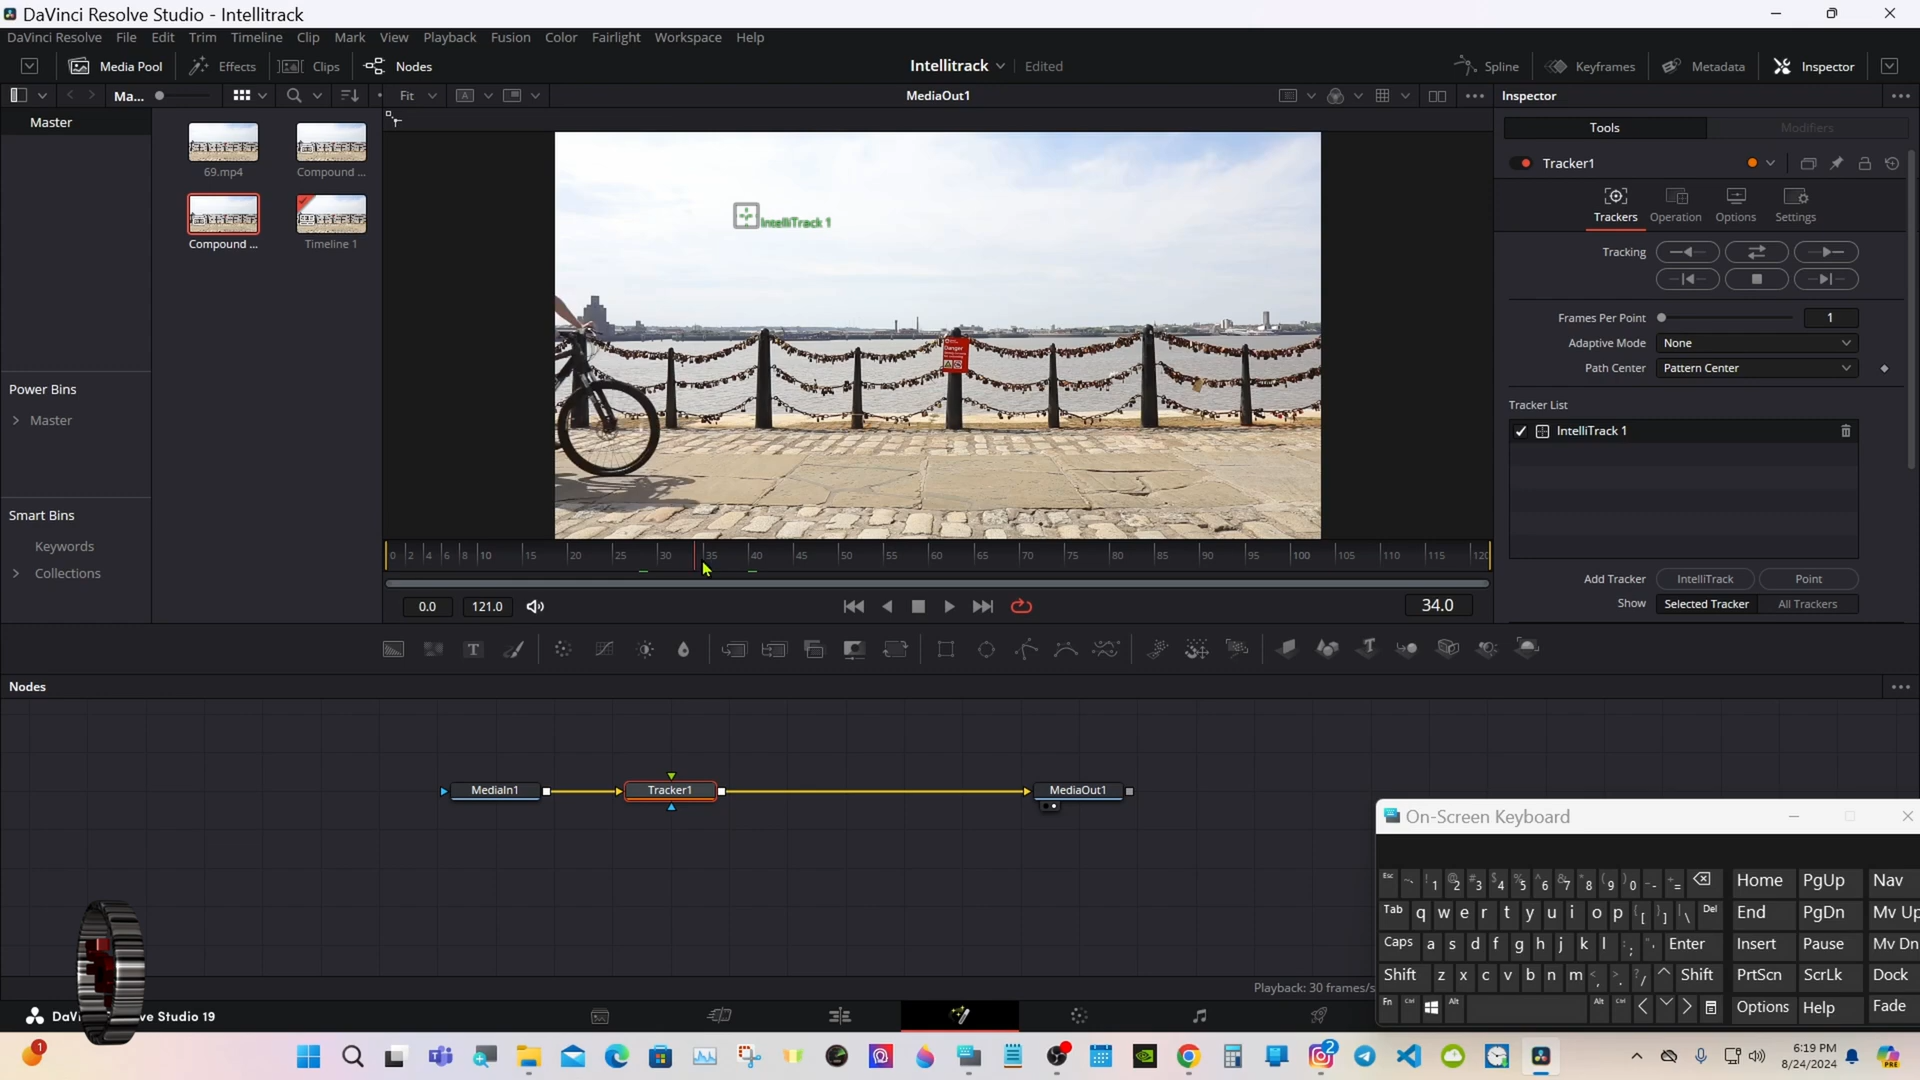 DaVinci Resolve Studio - Intellitrack
DaVinci Resolve File Edit Trim Timeline Clip Mark View Playback Fusion Color Fairlight Workspace Help
Media Pool Effects Clips Nodes Intellitrack Edited Spline Keyframes Metadata Inspector
Ma... Fit MediaOut1 Inspector
Master
69.mp4 Compound ...
Compound ... Timeline 1
Power Bins
Master
Smart Bins
Keywords
Collections
IntelliTrack 1
Danger
Tools Modifiers
Tracker1
Trackers Operation Options Settings
Tracking
Frames Per Point 1
Adaptive Mode None
Path Center Pattern Center
Tracker List
IntelliTrack 1
Add Tracker IntelliTrack Point
Show Selected Tracker All Trackers
0 2 4 6 8 10 15 20 25 30 35 40 45 50 55 60 65 70 75 80 85 90 95 100 105 110 115 120
0.0 121.0 34.0
Nodes
MediaIn1 Tracker1 MediaOut1
Playback: 30 frames/s
On-Screen Keyboard
Esc 1 2 3 4 5 6 7 8 9 0 - = Home PgUp Nav
Tab q w e r t y u i o p [ ] \ Del End PgDn Mv Up
Caps a s d f g h j k l ; ' Enter Insert Pause Mv Dn
Shift z x c v b n m , . / Shift PrtScn ScrLk Dock
Fn Ctrl Alt Alt Ctrl Options Help Fade
DaVi ve Studio 19
1
2
6:19 PM
8/24/2024
PRE